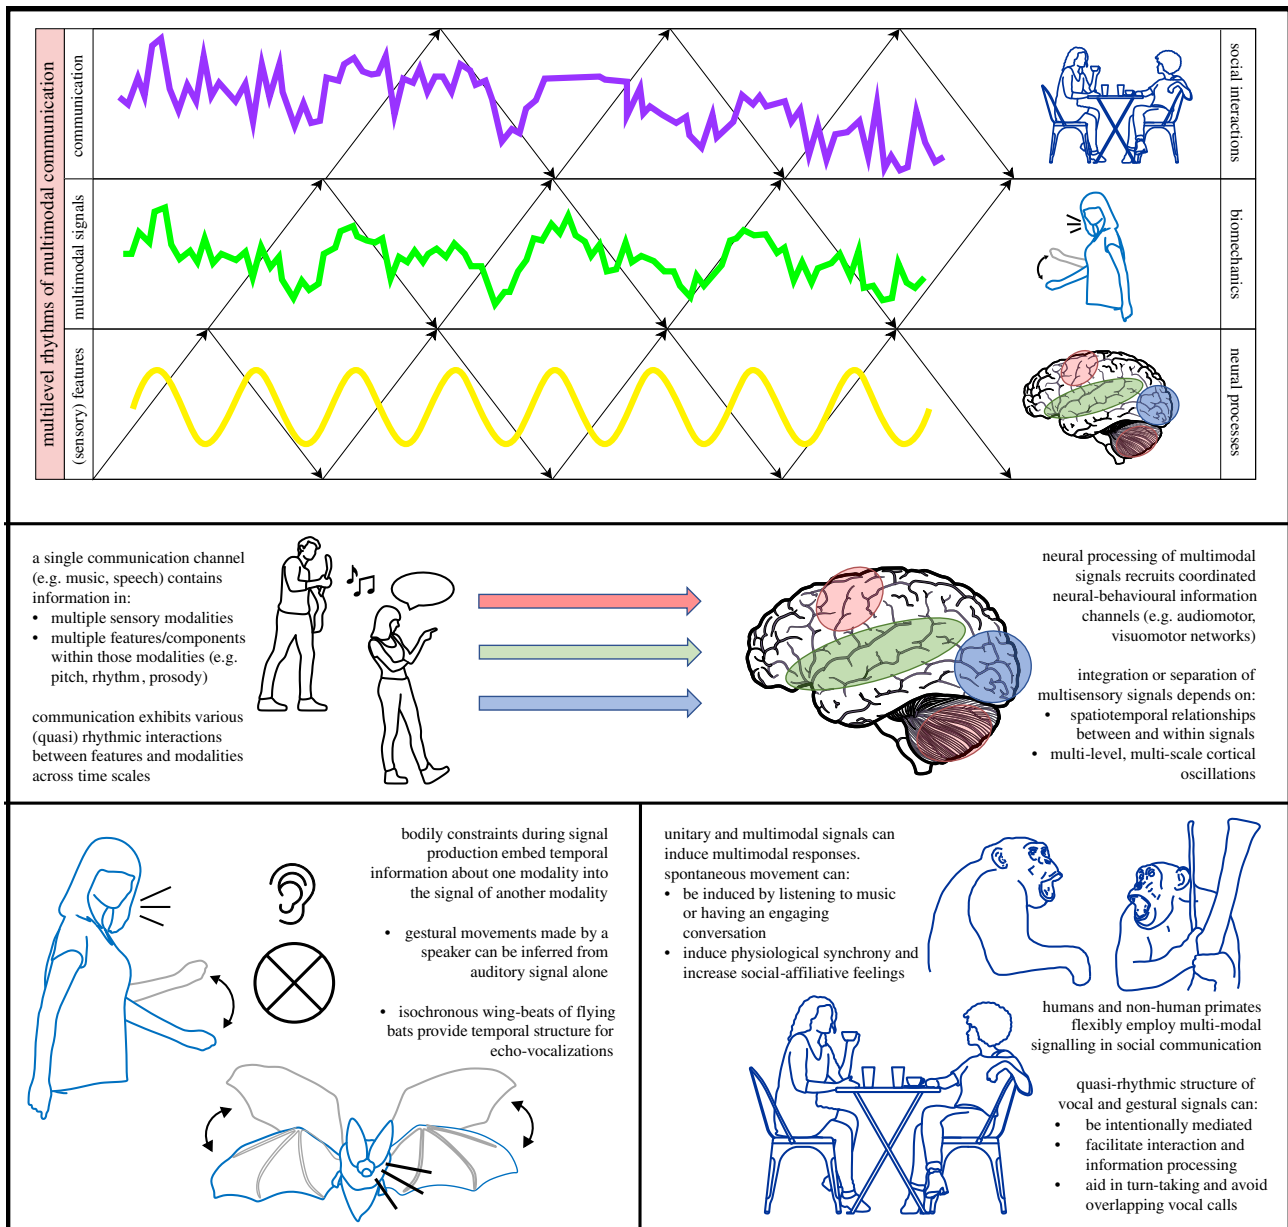 multilevel rhythms of multimodal communication
communication
multimodal signals
(sensory) features
social interactions
biomechanics
neural processes
a single communication channel
(e.g. music, speech) contains
information in:
• multiple sensory modalities
• multiple features/components
within those modalities (e.g.
pitch, rhythm, prosody)
communication exhibits various
(quasi) rhythmic interactions
between features and modalities
across time scales
neural processing of multimodal
signals recruits coordinated
neural-behavioural information
channels (e.g. audiomotor,
visuomotor networks)
integration or separation of
multisensory signals depends on:
• spatiotemporal relationships
between and within signals
• multi-level, multi-scale cortical
oscillations
bodily constraints during signal
production embed temporal
information about one modality into
the signal of another modality
• gestural movements made by a
speaker can be inferred from
auditory signal alone
• isochronous wing-beats of flying
bats provide temporal structure for
echo-vocalizations
unitary and multimodal signals can
induce multimodal responses.
spontaneous movement can:
• be induced by listening to music
or having an engaging
conversation
• induce physiological synchrony and
increase social-affiliative feelings
humans and non-human primates
flexibly employ multi-modal
signalling in social communication
quasi-rhythmic structure of
vocal and gestural signals can:
• be intentionally mediated
• facilitate interaction and
information processing
• aid in turn-taking and avoid
overlapping vocal calls